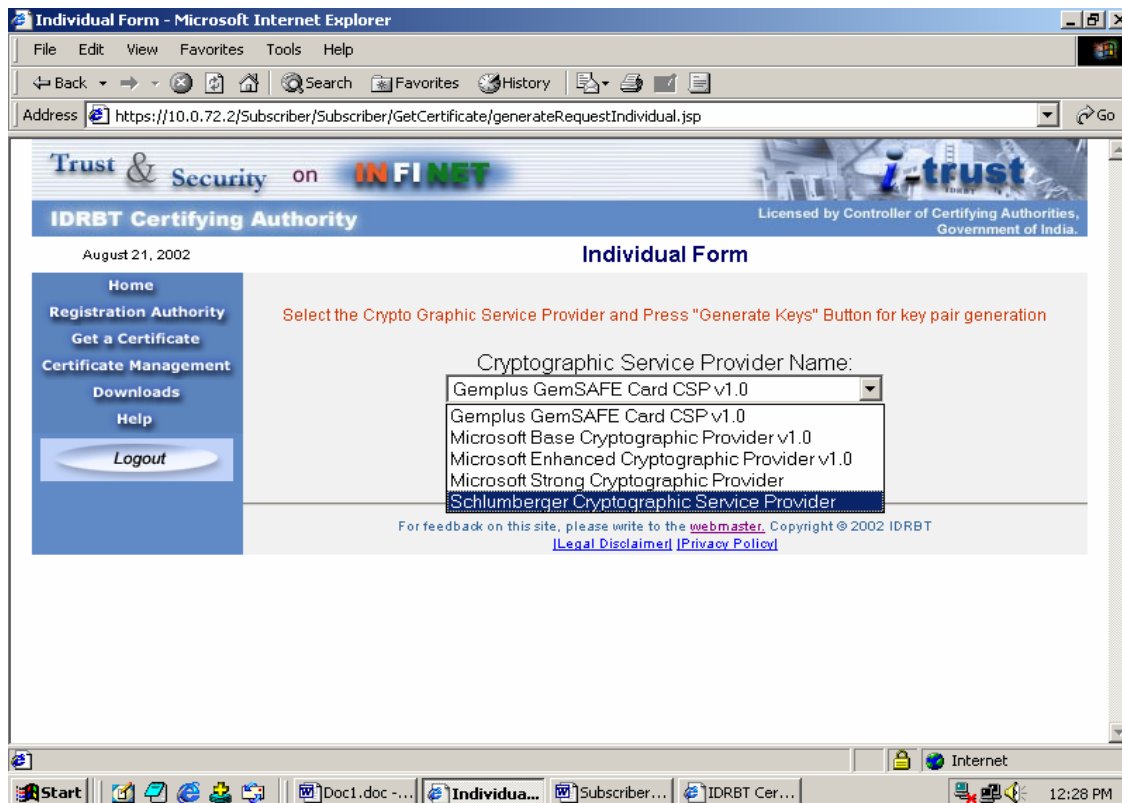 Individual Form - Microsoft Internet Explorer
File Edit View Favorites Tools Help
Back Search Favorites History
Address https://10.0.72.2/Subscriber/Subscriber/GetCertificate/generateRequestIndividual.jsp Go
Trust & Security on INFINET
i-trust
IDRBT
IDRBT Certifying Authority
Licensed by Controller of Certifying Authorities,
Government of India.
August 21, 2002
Individual Form
Home
Registration Authority
Get a Certificate
Certificate Management
Downloads
Help
Logout
Select the Crypto Graphic Service Provider and Press "Generate Keys" Button for key pair generation
Cryptographic Service Provider Name:
Gemplus GemSAFE Card CSP v1.0
Gemplus GemSAFE Card CSP v1.0
Microsoft Base Cryptographic Provider v1.0
Microsoft Enhanced Cryptographic Provider v1.0
Microsoft Strong Cryptographic Provider
Schlumberger Cryptographic Service Provider
For feedback on this site, please write to the webmaster. Copyright © 2002 IDRBT
|Legal Disclaimer| |Privacy Policy|
Internet
Start Doc1.doc -... Individua... Subscriber... IDRBT Cer... 12:28 PM